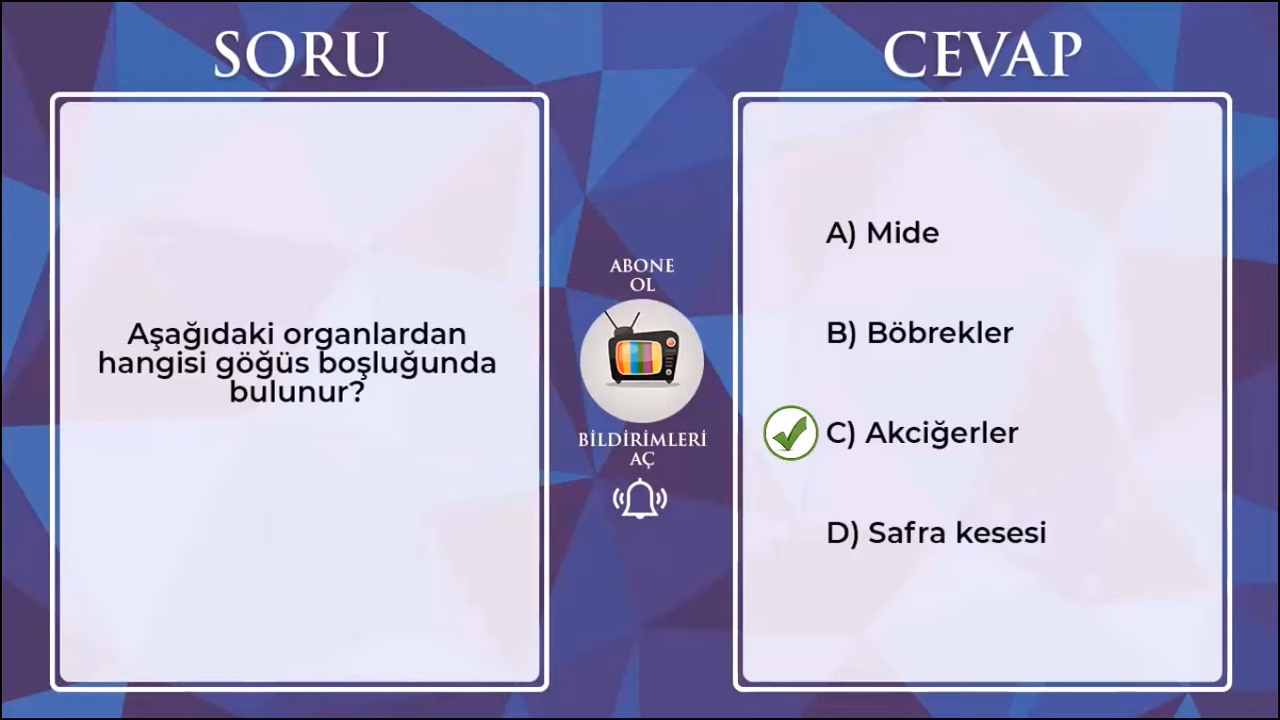 SORU
Aşağıdaki organlardan
hangisi göğüs boşluğunda
bulunur?
ABONE
OL
BİLDİRİMLERİ
AÇ
CEVAP
A) Mide
B) Böbrekler
C) Akciğerler
D) Safra kesesi